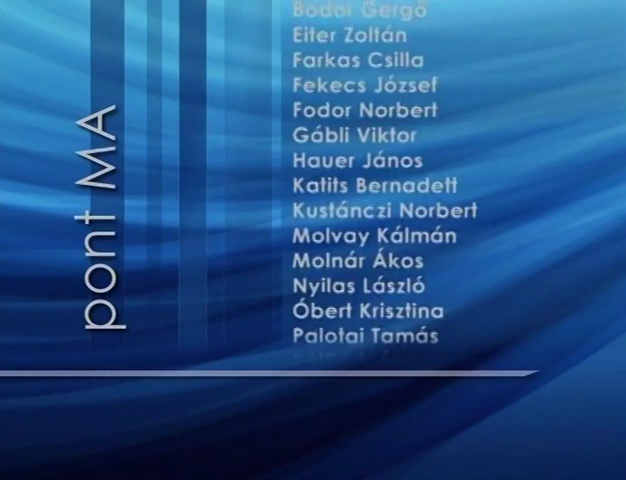 pont MA
Bodor Gergő
Eiter Zoltán
Farkas Csilla
Fekecs József
Fodor Norbert
Gábli Viktor
Hauer János
Katits Bernadett
Kustánczi Norbert
Molvay Kálmán
Molnár Ákos
Nyilas László
Óbert Krisztina
Palotai Tamás